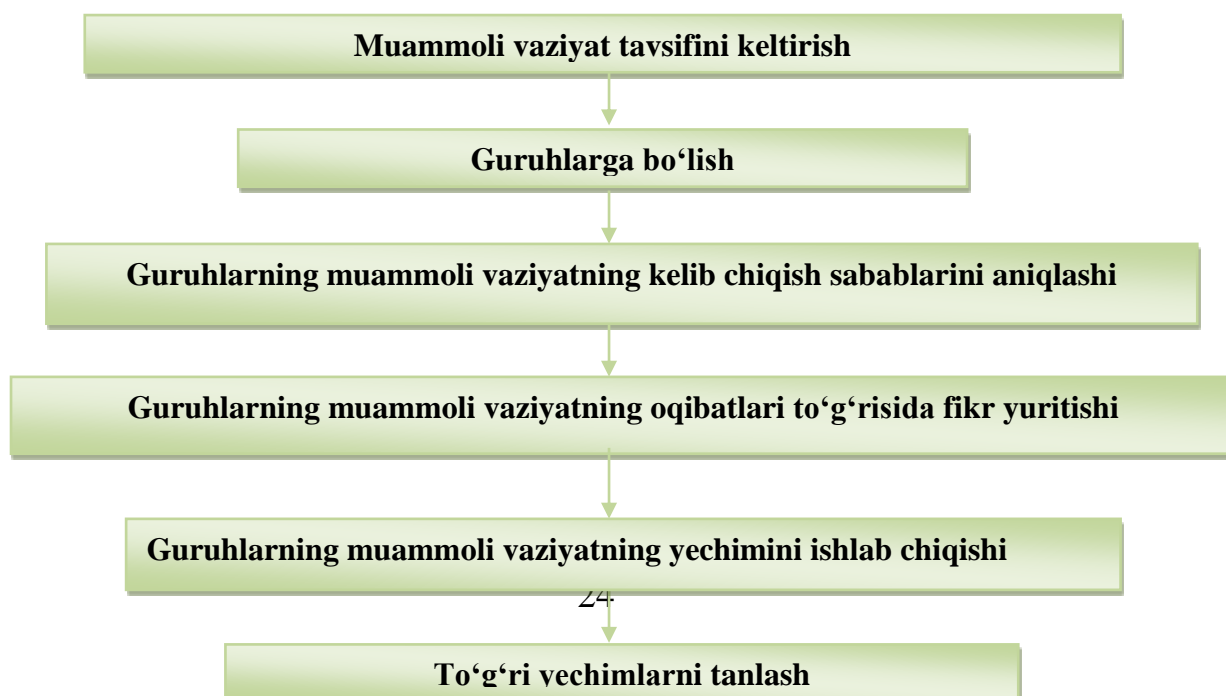 Muammoli vaziyat tavsifini keltirish
Guruhlarga bo‘lish
Guruhlarning muammoli vaziyatning kelib chiqish sabablarini aniqlashi
Guruhlarning muammoli vaziyatning oqibatlari to‘g‘risida fikr yuritishi
Guruhlarning muammoli vaziyatning yechimini ishlab chiqishi
24
To‘g‘ri yechimlarni tanlash